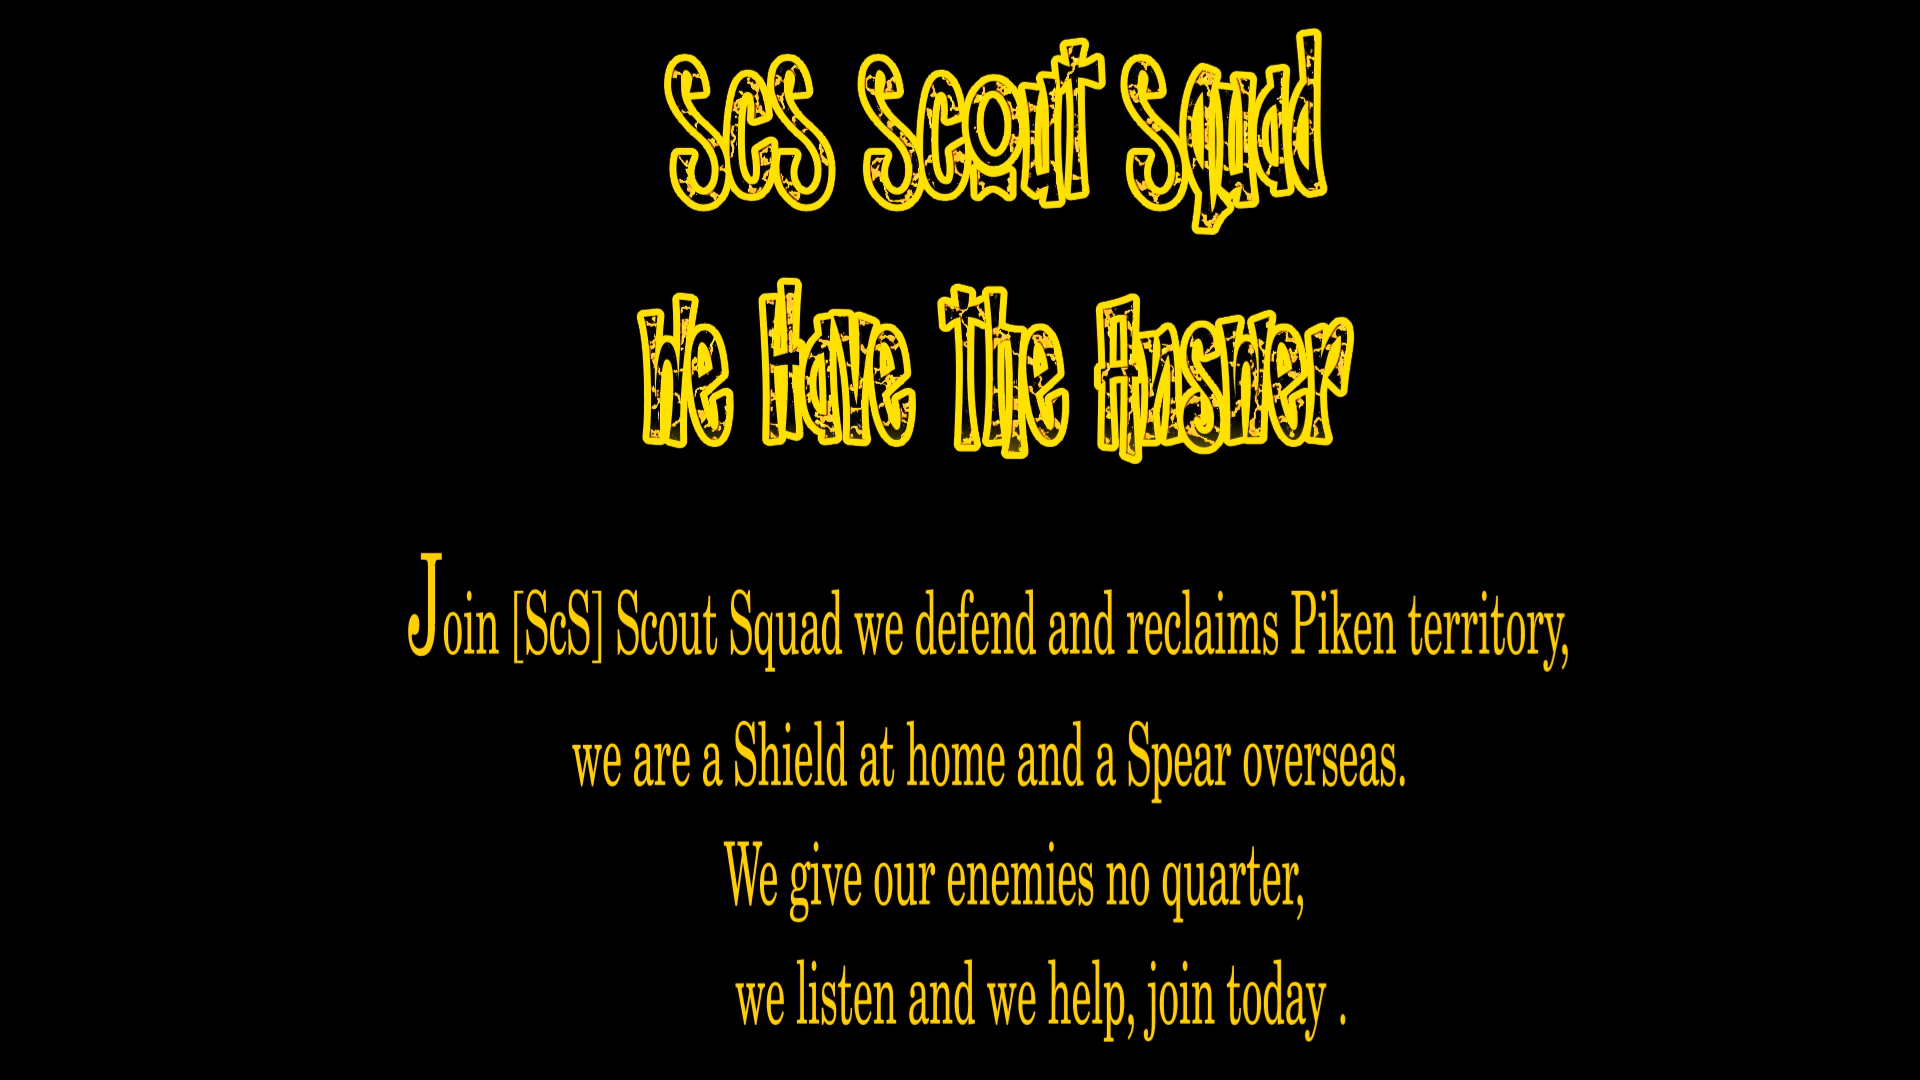 ScS Scout Squad
We Have The Answer
Join [ScS] Scout Squad we defend and reclaims Piken territory,
we are a Shield at home and a Spear overseas.
We give our enemies no quarter,
we listen and we help, join today .